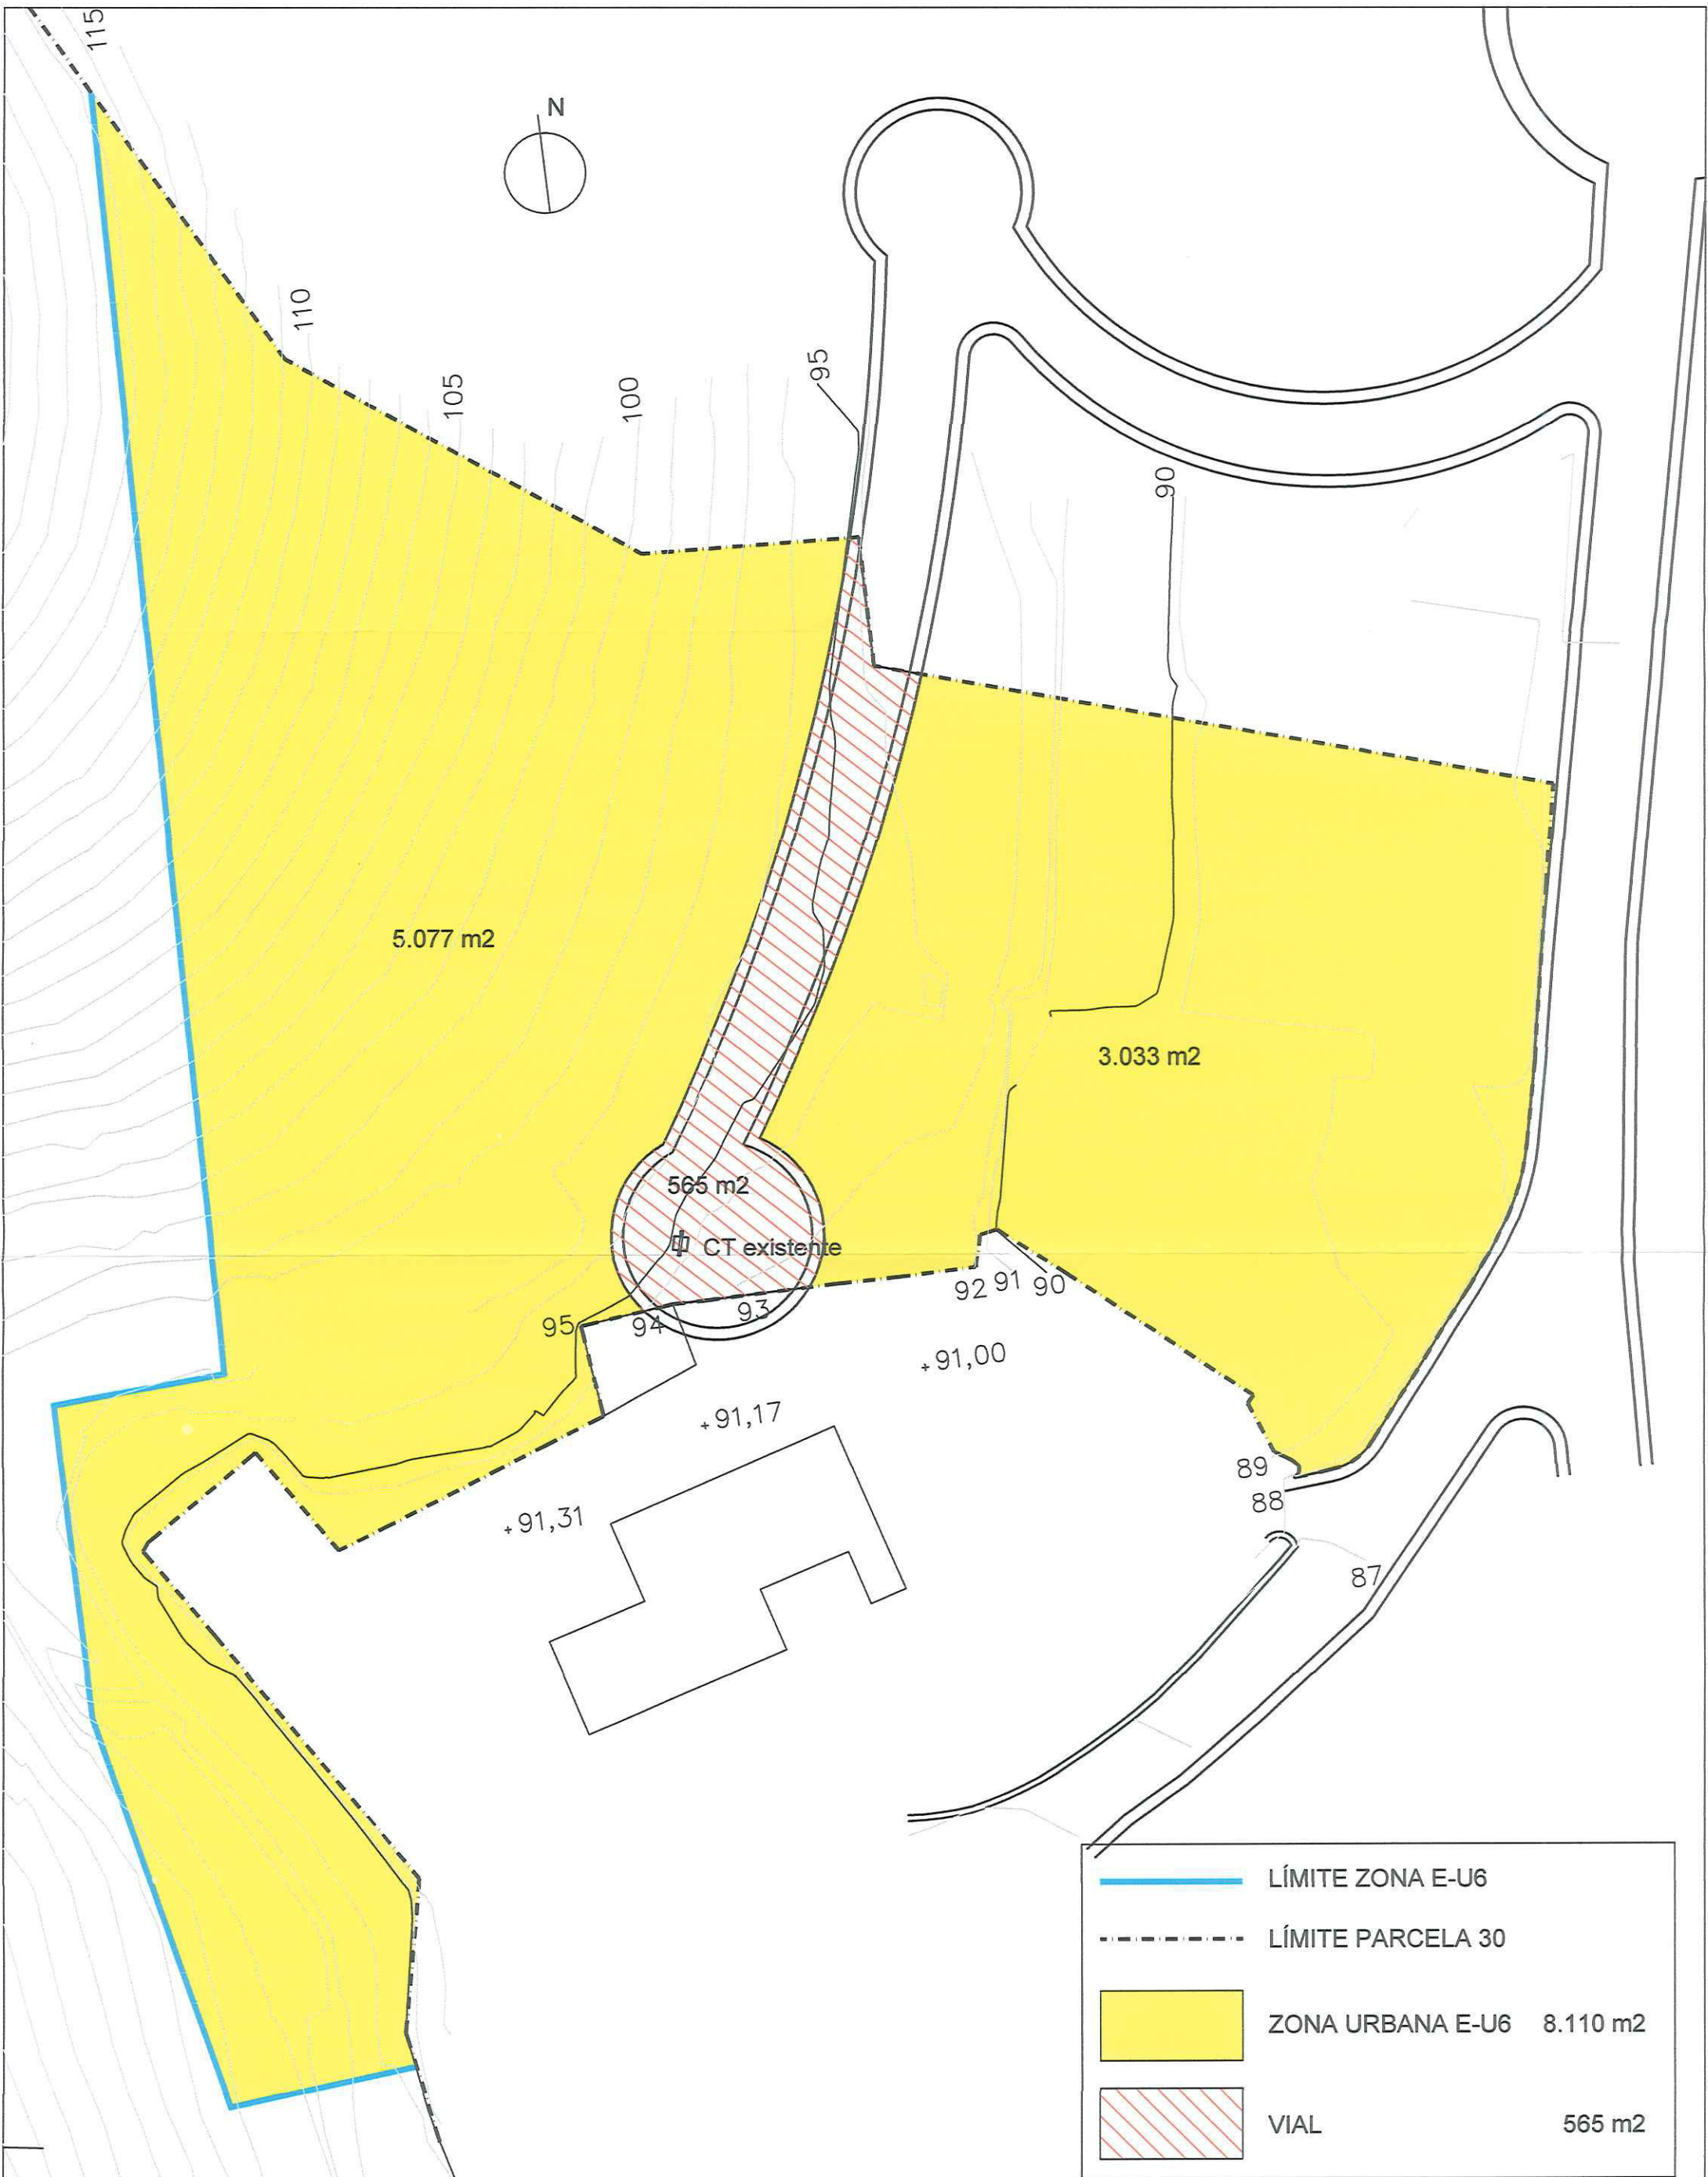 115
N
110
105
100
95
90
5.077 m2
3.033 m2
565 m2
CT existente
92 91 90
93
95
94
+91,00
+91,17
+91,31
89
88
87
LÍMITE ZONA E-U6
LÍMITE PARCELA 30
ZONA URBANA E-U6 8.110 m2
VIAL 565 m2